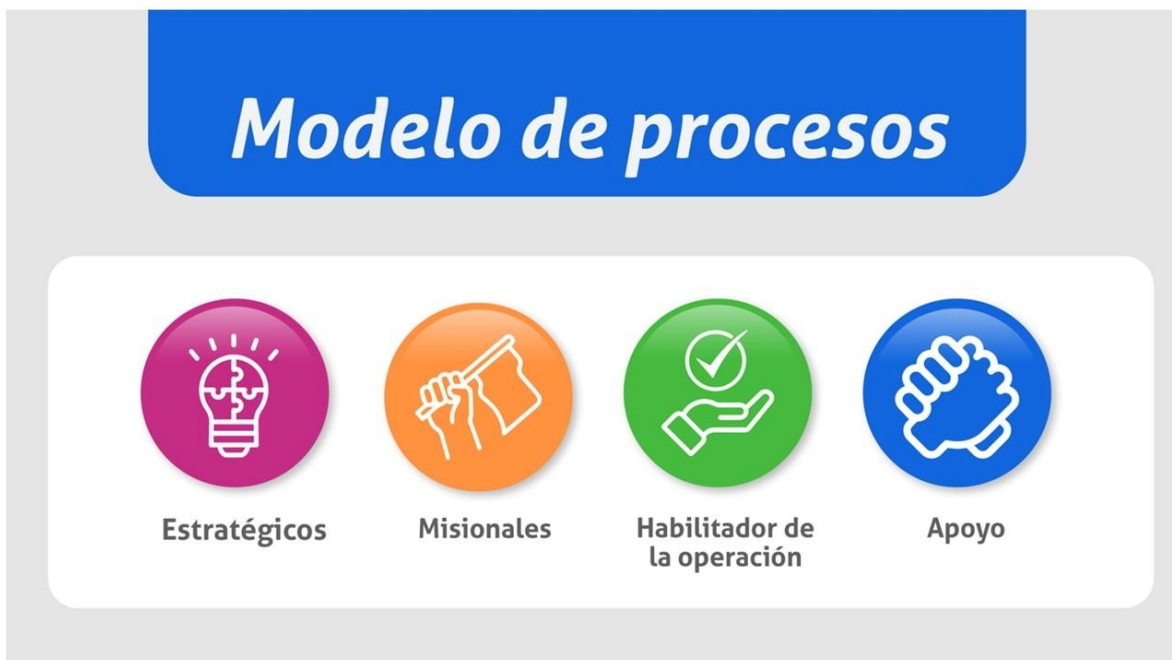 Modelo de procesos
Estratégicos
Misionales
Habilitador de
la operación
Apoyo